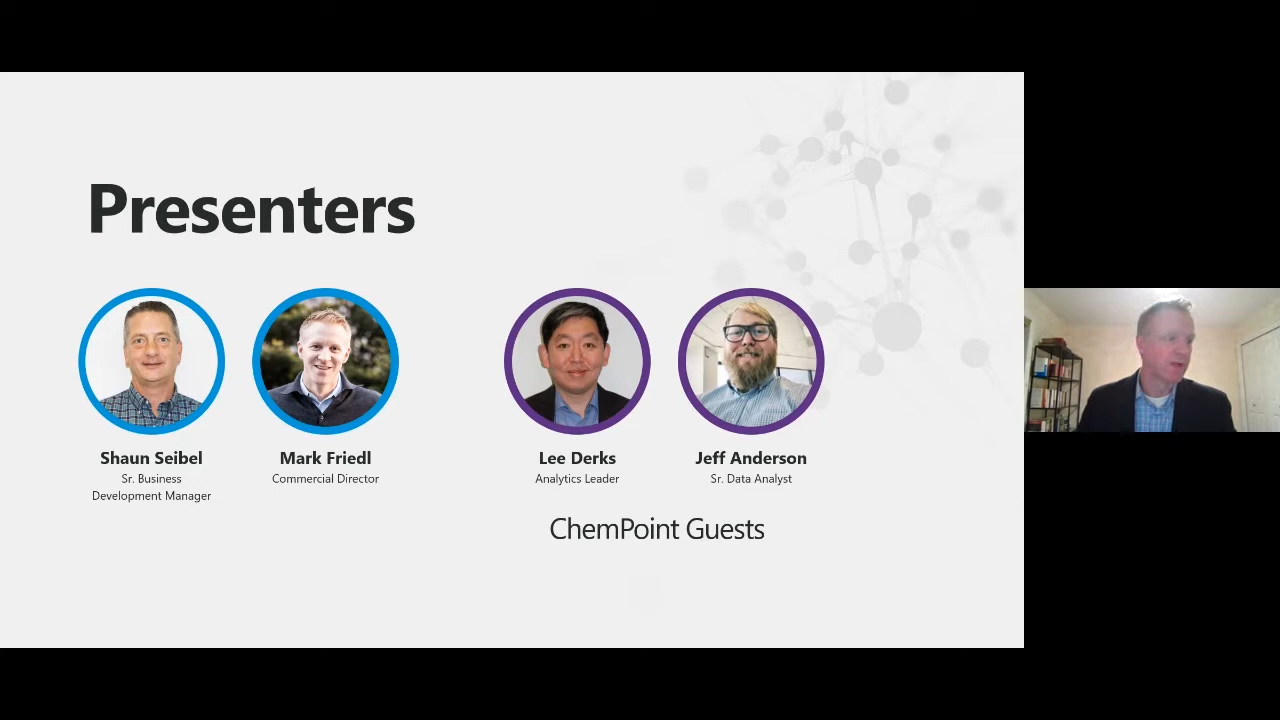 Presenters
Shaun Seibel
Sr. Business
Development Manager
Mark Friedl
Commercial Director
Lee Derks
Analytics Leader
Jeff Anderson
Sr. Data Analyst
ChemPoint Guests